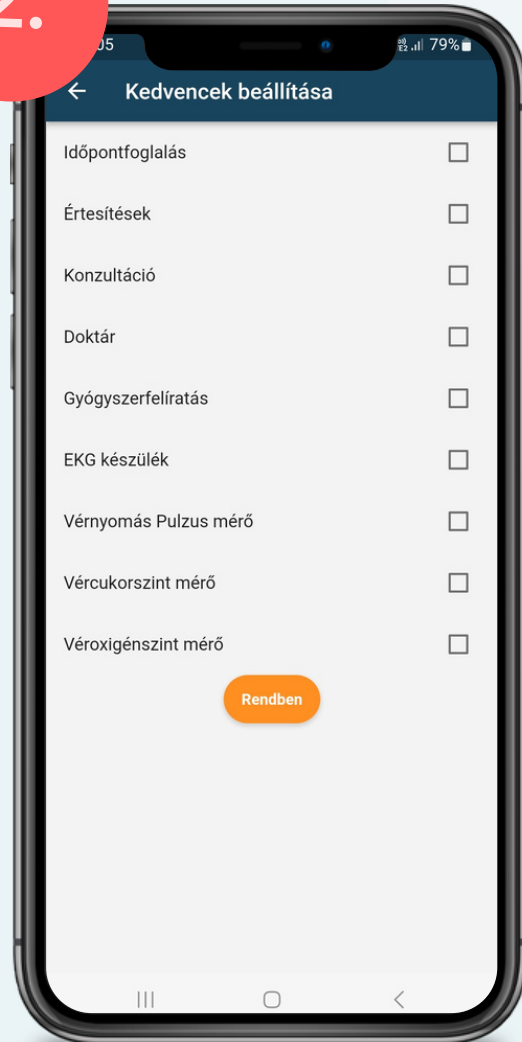 2.
05
79%
Kedvencek beállítása
Időpontfoglalás
Értesítések
Konzultáció
Doktár
Gyógyszerfelíratás
EKG készülék
Vérnyomás Pulzus mérő
Vércukorszint mérő
Véroxigénszint mérő
Rendben